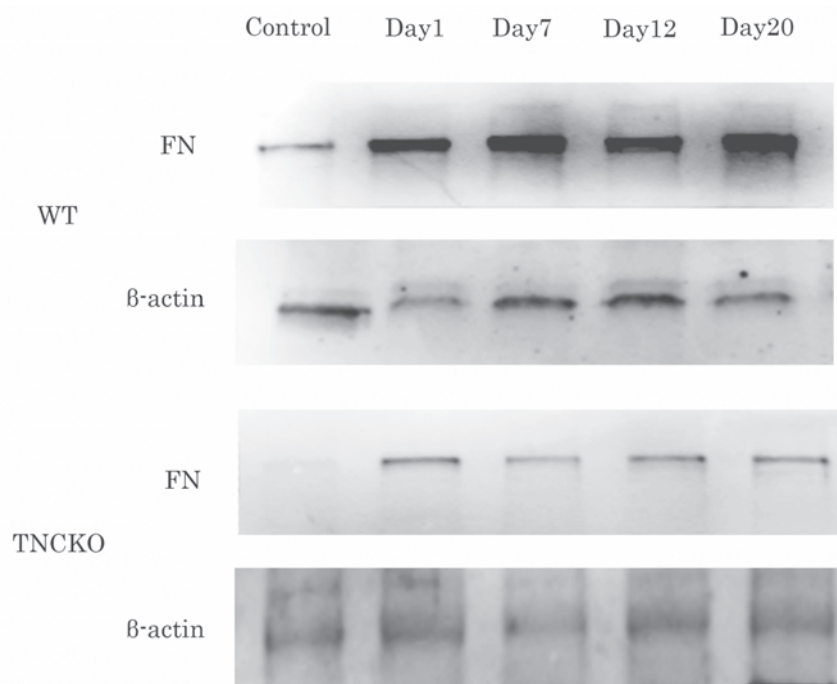 Control Day1 Day7 Day12 Day20
FN
WT
ß-actin
FN
TNCKO
ß-actin